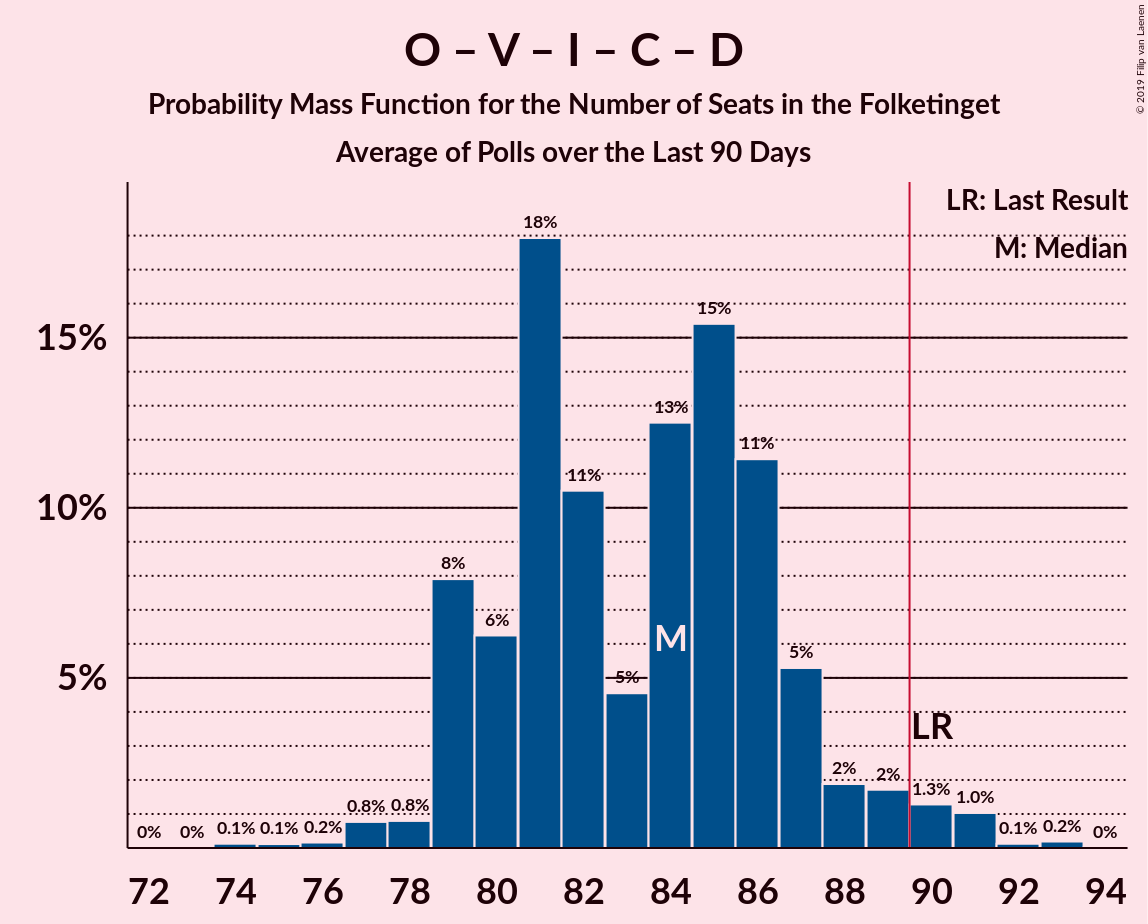 O – V – I – C – D
Probability Mass Function for the Number of Seats in the Folketinget
Average of Polls over the Last 90 Days
© 2019 Filip van Laenen
LR: Last Result
M: Median
15%
10%
5%
0%
0%
0.1%
0.1%
0.2%
0.8%
0.8%
8%
6%
18%
11%
5%
13%
15%
11%
5%
2%
2%
1.3%
1.0%
0.1%
0.2%
0%
M
LR
72 74 76 78 80 82 84 86 88 90 92 94